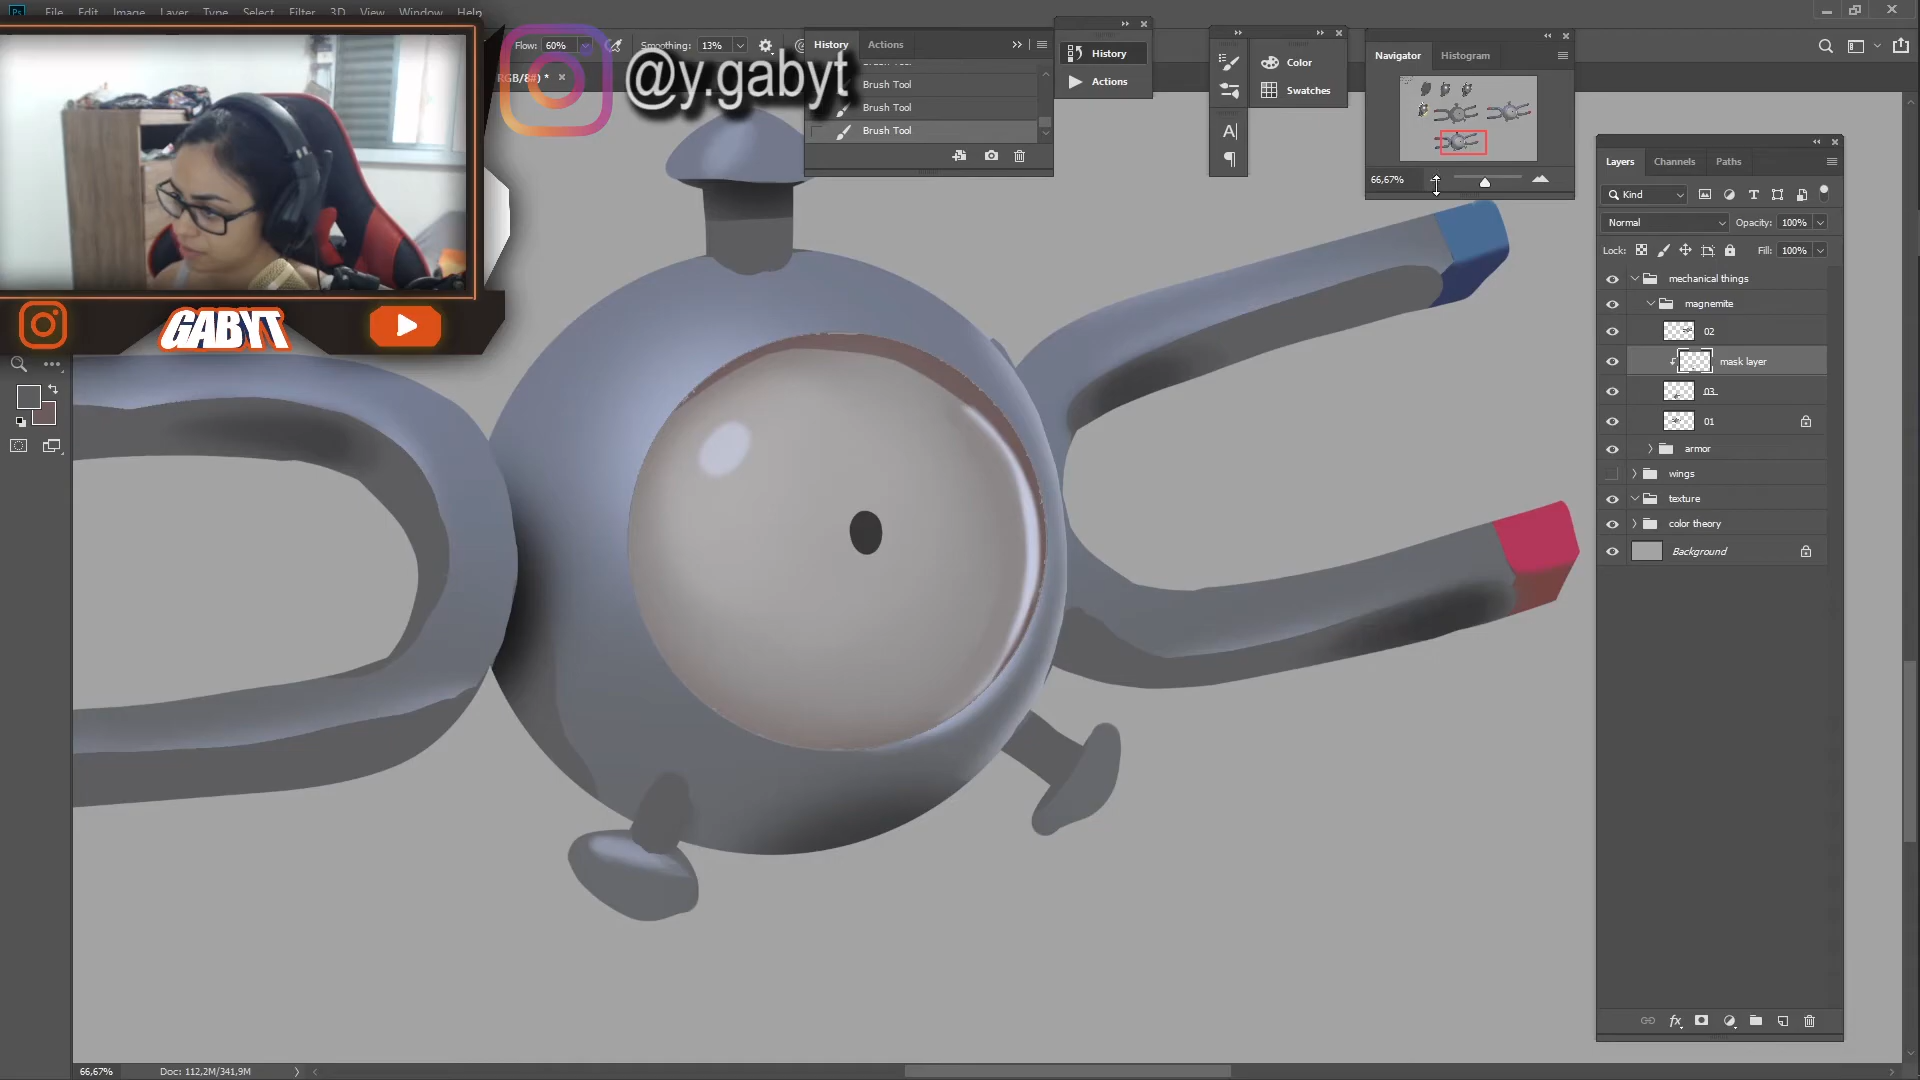 Ps File Edit Image Layer Type Select Filter 3D View Window Help
Flow: 60% Smoothing: 13%
RGB/8#) *
@y.gabyt
GABYT
History Actions
Brush Tool
Brush Tool
Brush Tool
History
Actions
Color
Swatches
Navigator Histogram
66,67%
Layers Channels Paths
Kind
Normal Opacity: 100%
Lock: Fill: 100%
mechanical things
magnemite
02
mask layer
03
01
armor
wings
texture
color theory
Background
66,67% Doc: 112,2M/341,9M